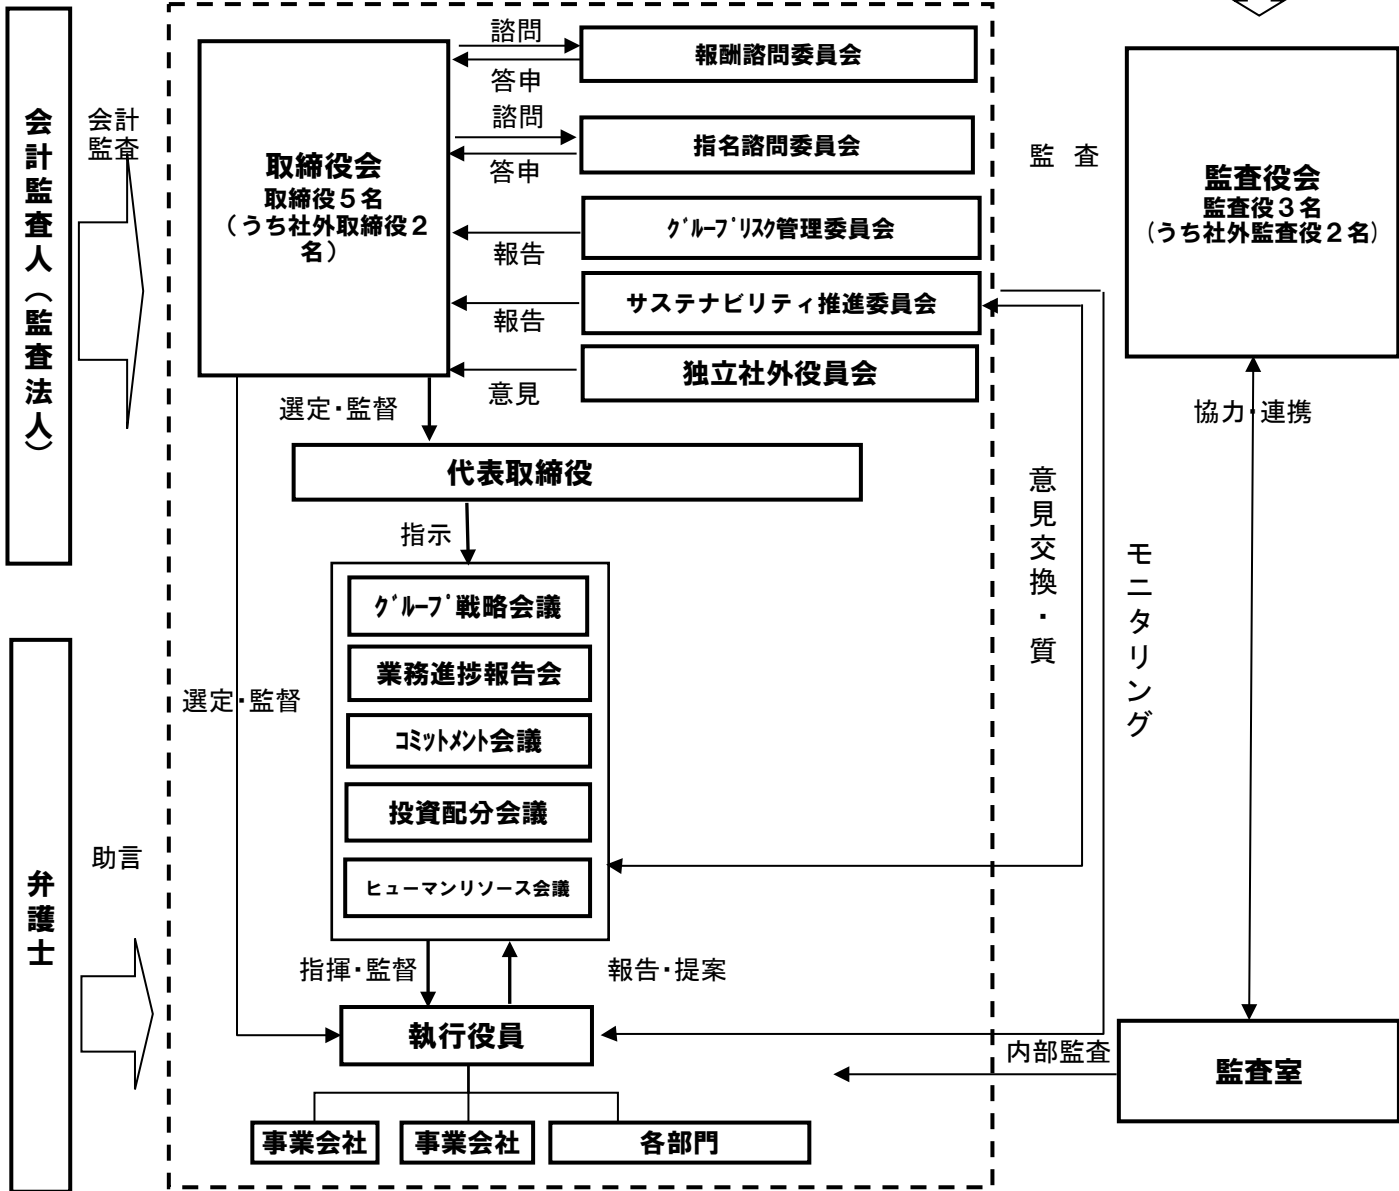 会計監査人（監査法人）
会計
監査
弁護士
助言
取締役会
取締役５名
（うち社外取締役２
名）
諮問
答申
報酬諮問委員会
諮問
答申
指名諮問委員会
報告
ｸﾞﾙｰﾌﾟﾘｽｸ管理委員会
報告
サステナビリティ推進委員会
意見
独立社外役員会
選定・監督
代表取締役
指示
ｸﾞﾙｰﾌﾟ戦略会議
業務進捗報告会
ｺﾐｯﾄﾒﾝﾄ会議
投資配分会議
ヒューマンリソース会議
選定・監督
指揮・監督
報告・提案
執行役員
事業会社
事業会社
各部門
監　査
意見交換・質
モニタリング
監査役会
監査役３名
（うち社外監査役２名）
協力・連携
内部監査
監査室